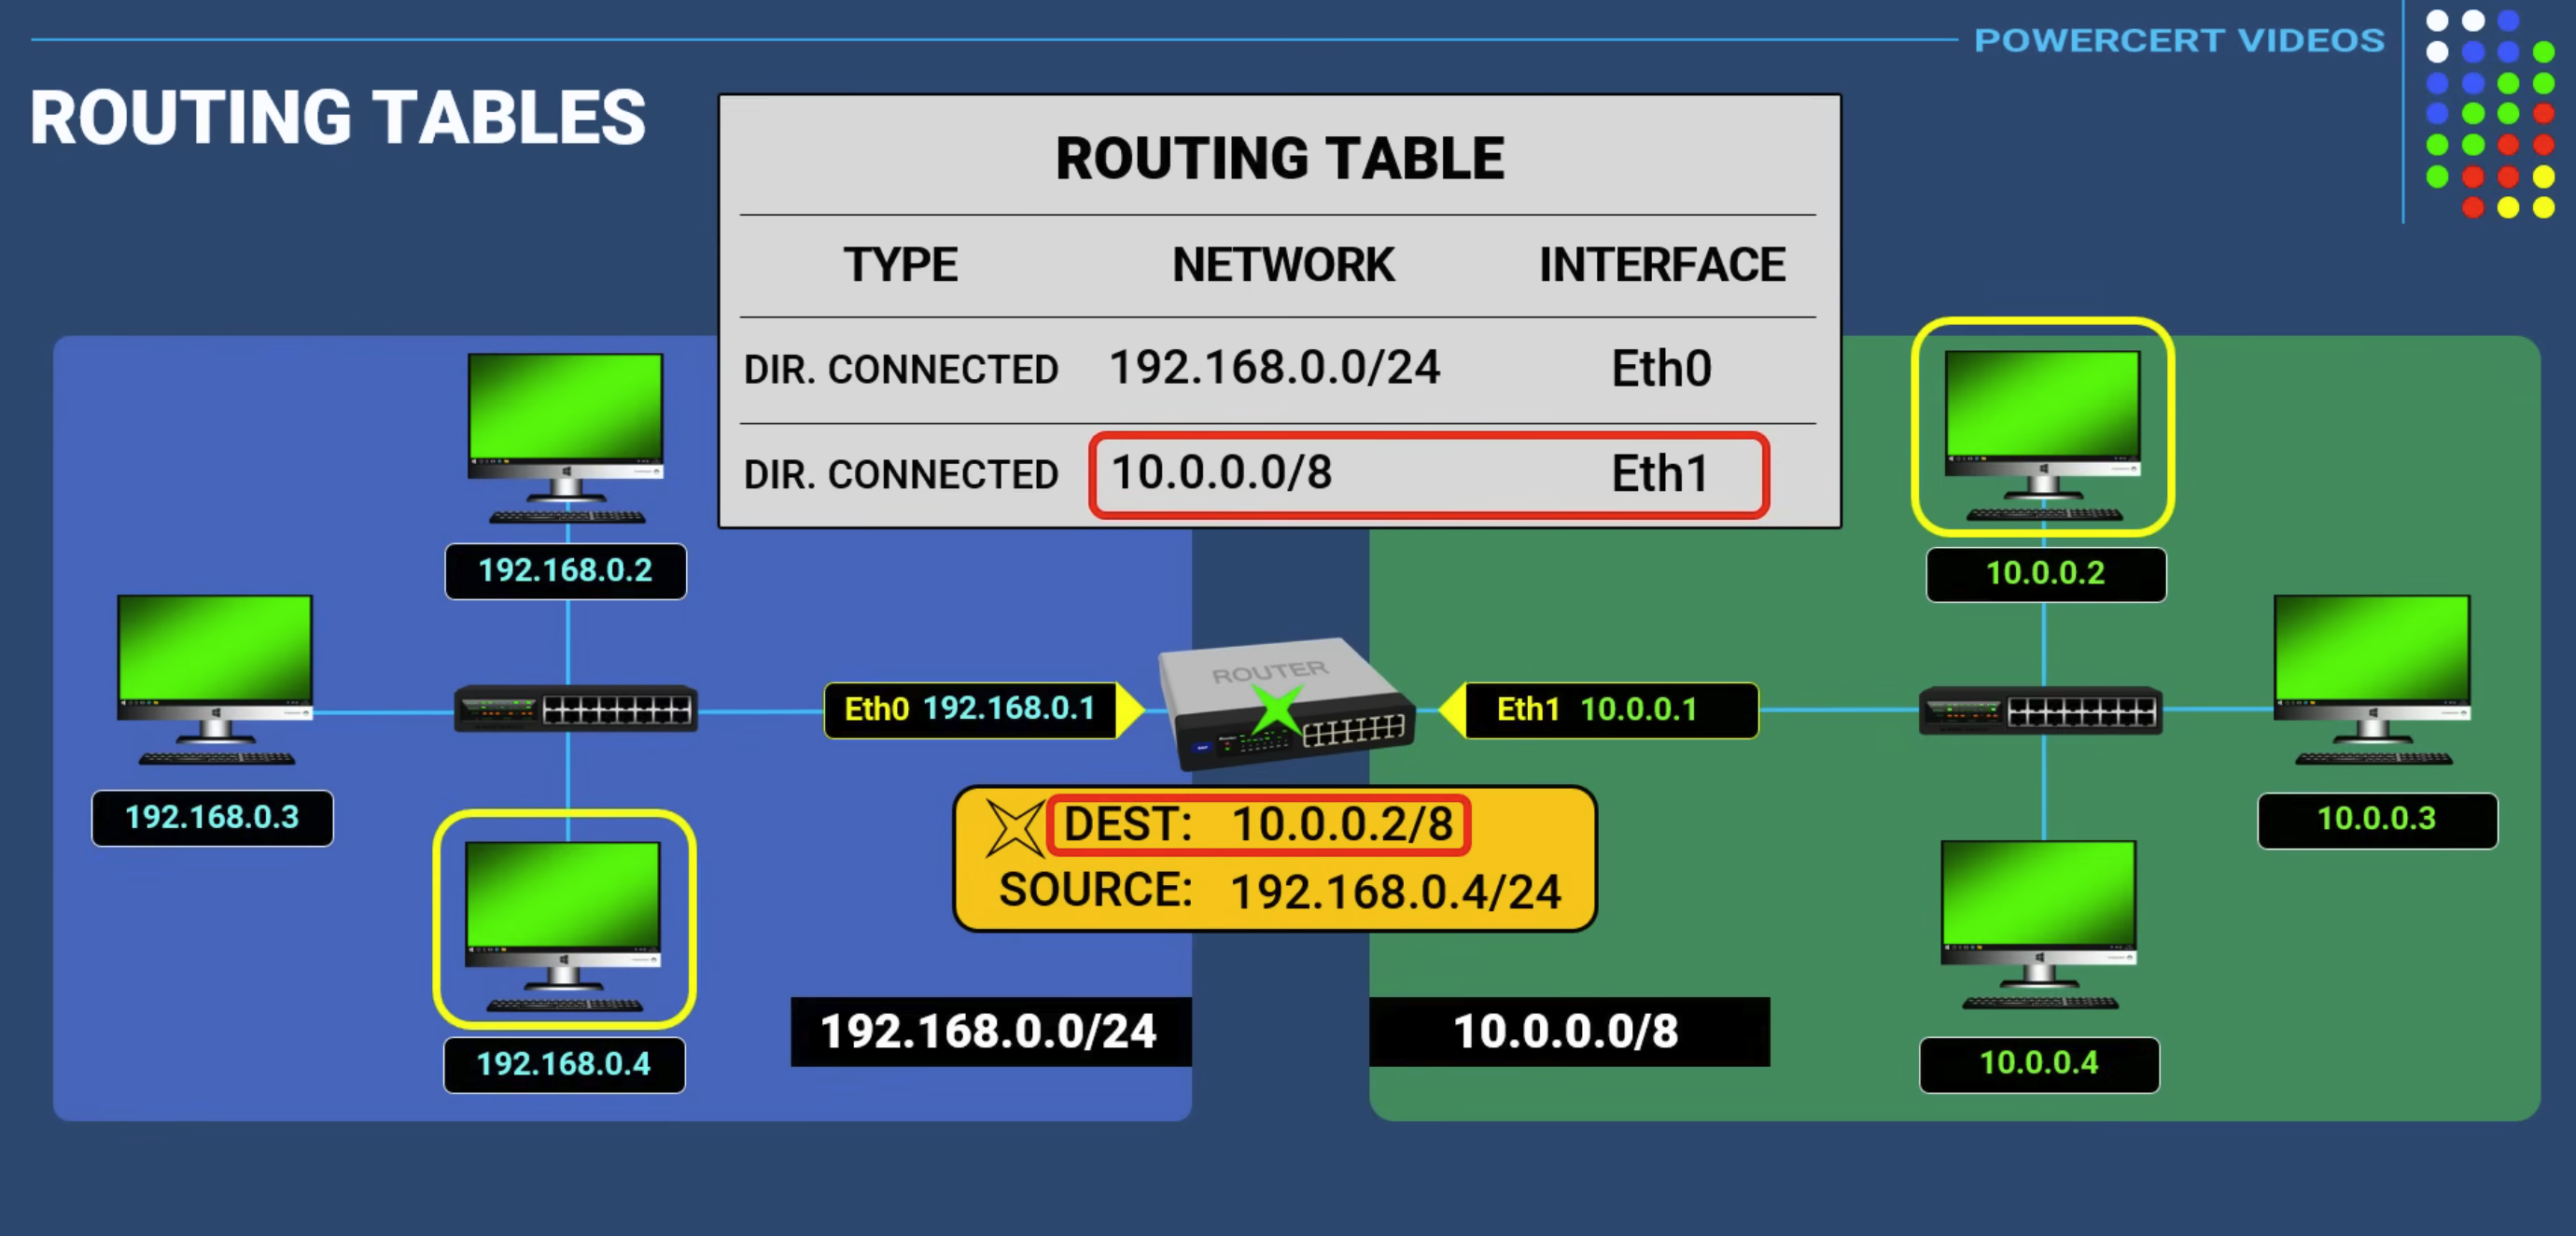 POWERCERT VIDEOS
ROUTING TABLES
ROUTING TABLE
TYPE NETWORK INTERFACE
DIR. CONNECTED 192.168.0.0/24 Eth0
DIR. CONNECTED 10.0.0.0/8 Eth1
192.168.0.2
10.0.0.2
ROUTER
Eth0 192.168.0.1
Eth1 10.0.0.1
192.168.0.3
10.0.0.3
DEST: 10.0.0.2/8
SOURCE: 192.168.0.4/24
192.168.0.0/24
10.0.0.0/8
192.168.0.4
10.0.0.4